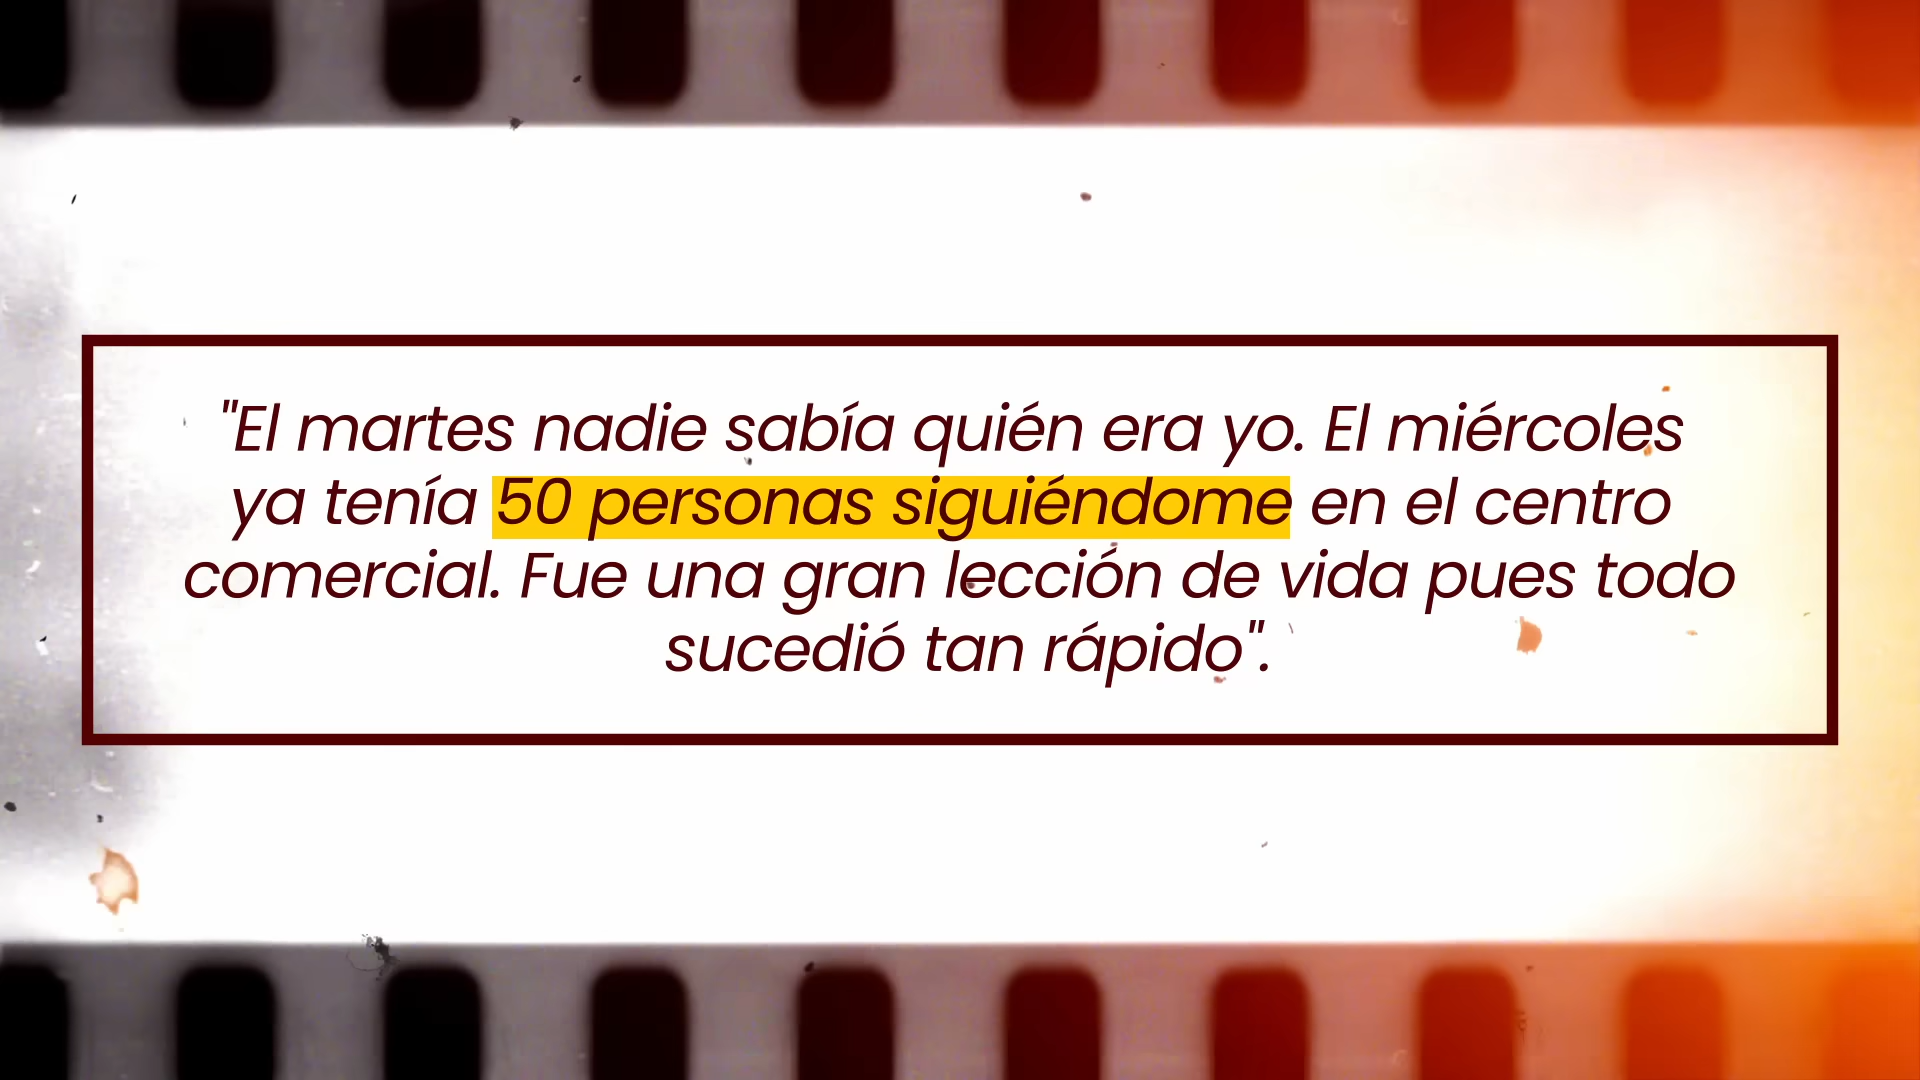 "El martes nadie sabía quién era yo. El miércoles
ya tenía 50 personas siguiéndome en el centro
comercial. Fue una gran lección de vida pues todo
sucedió tan rápido".